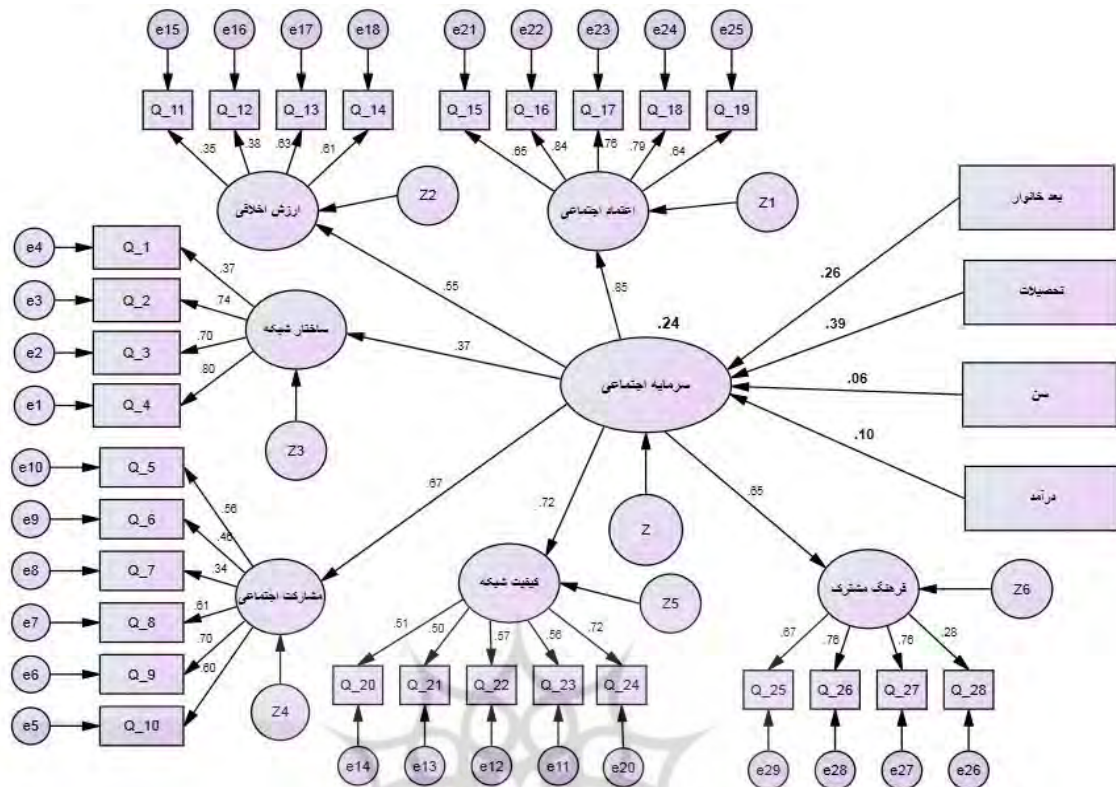 e15 e16 e17 e18 e21 e22 e23 e24 e25
Q_11 Q_12 Q_13 Q_14 Q_15 Q_16 Q_17 Q_18 Q_19
.35 .38 .63 .61 .65 .84 .76 .79 .64
ارزش اخلاقی
Z2
اعتماد اجتماعی
Z1
بعد خانوار
e4 Q_1 .37
e3 Q_2 .74
e2 Q_3 .70
e1 Q_4 .80
ساختار شبکه
Z3
.55
.37
.85
.24
سرمایه اجتماعی
.26
تحصیلات
.39
سن
.06
درآمد
.10
Z
.67
.72
.65
e10 Q_5 .56
e9 Q_6 .46
e8 Q_7 .34
e7 Q_8 .61
e6 Q_9 .70
e5 Q_10 .60
مشارکت اجتماعی
Z4
کیفیت شبکه
Z5
فرهنگ مشترک
Z6
.51 .50 .57 .56 .72 .67 .76 .76 .28
Q_20 Q_21 Q_22 Q_23 Q_24 Q_25 Q_26 Q_27 Q_28
e14 e13 e12 e11 e20 e29 e28 e27 e26